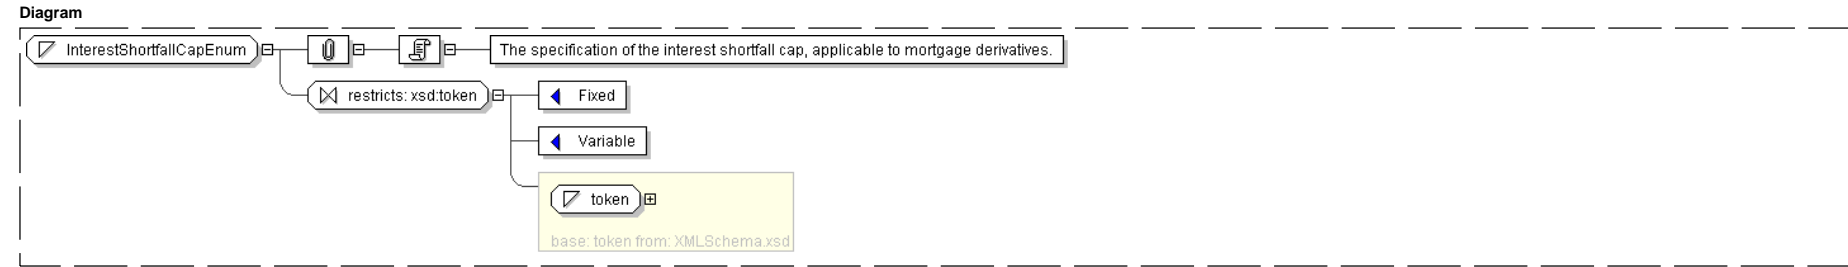 Diagram
InterestShortfallCapEnum
The specification of the interest shortfall cap, applicable to mortgage derivatives.
restricts: xsd:token
Fixed
Variable
token
base: token from: XMLSchema.xsd